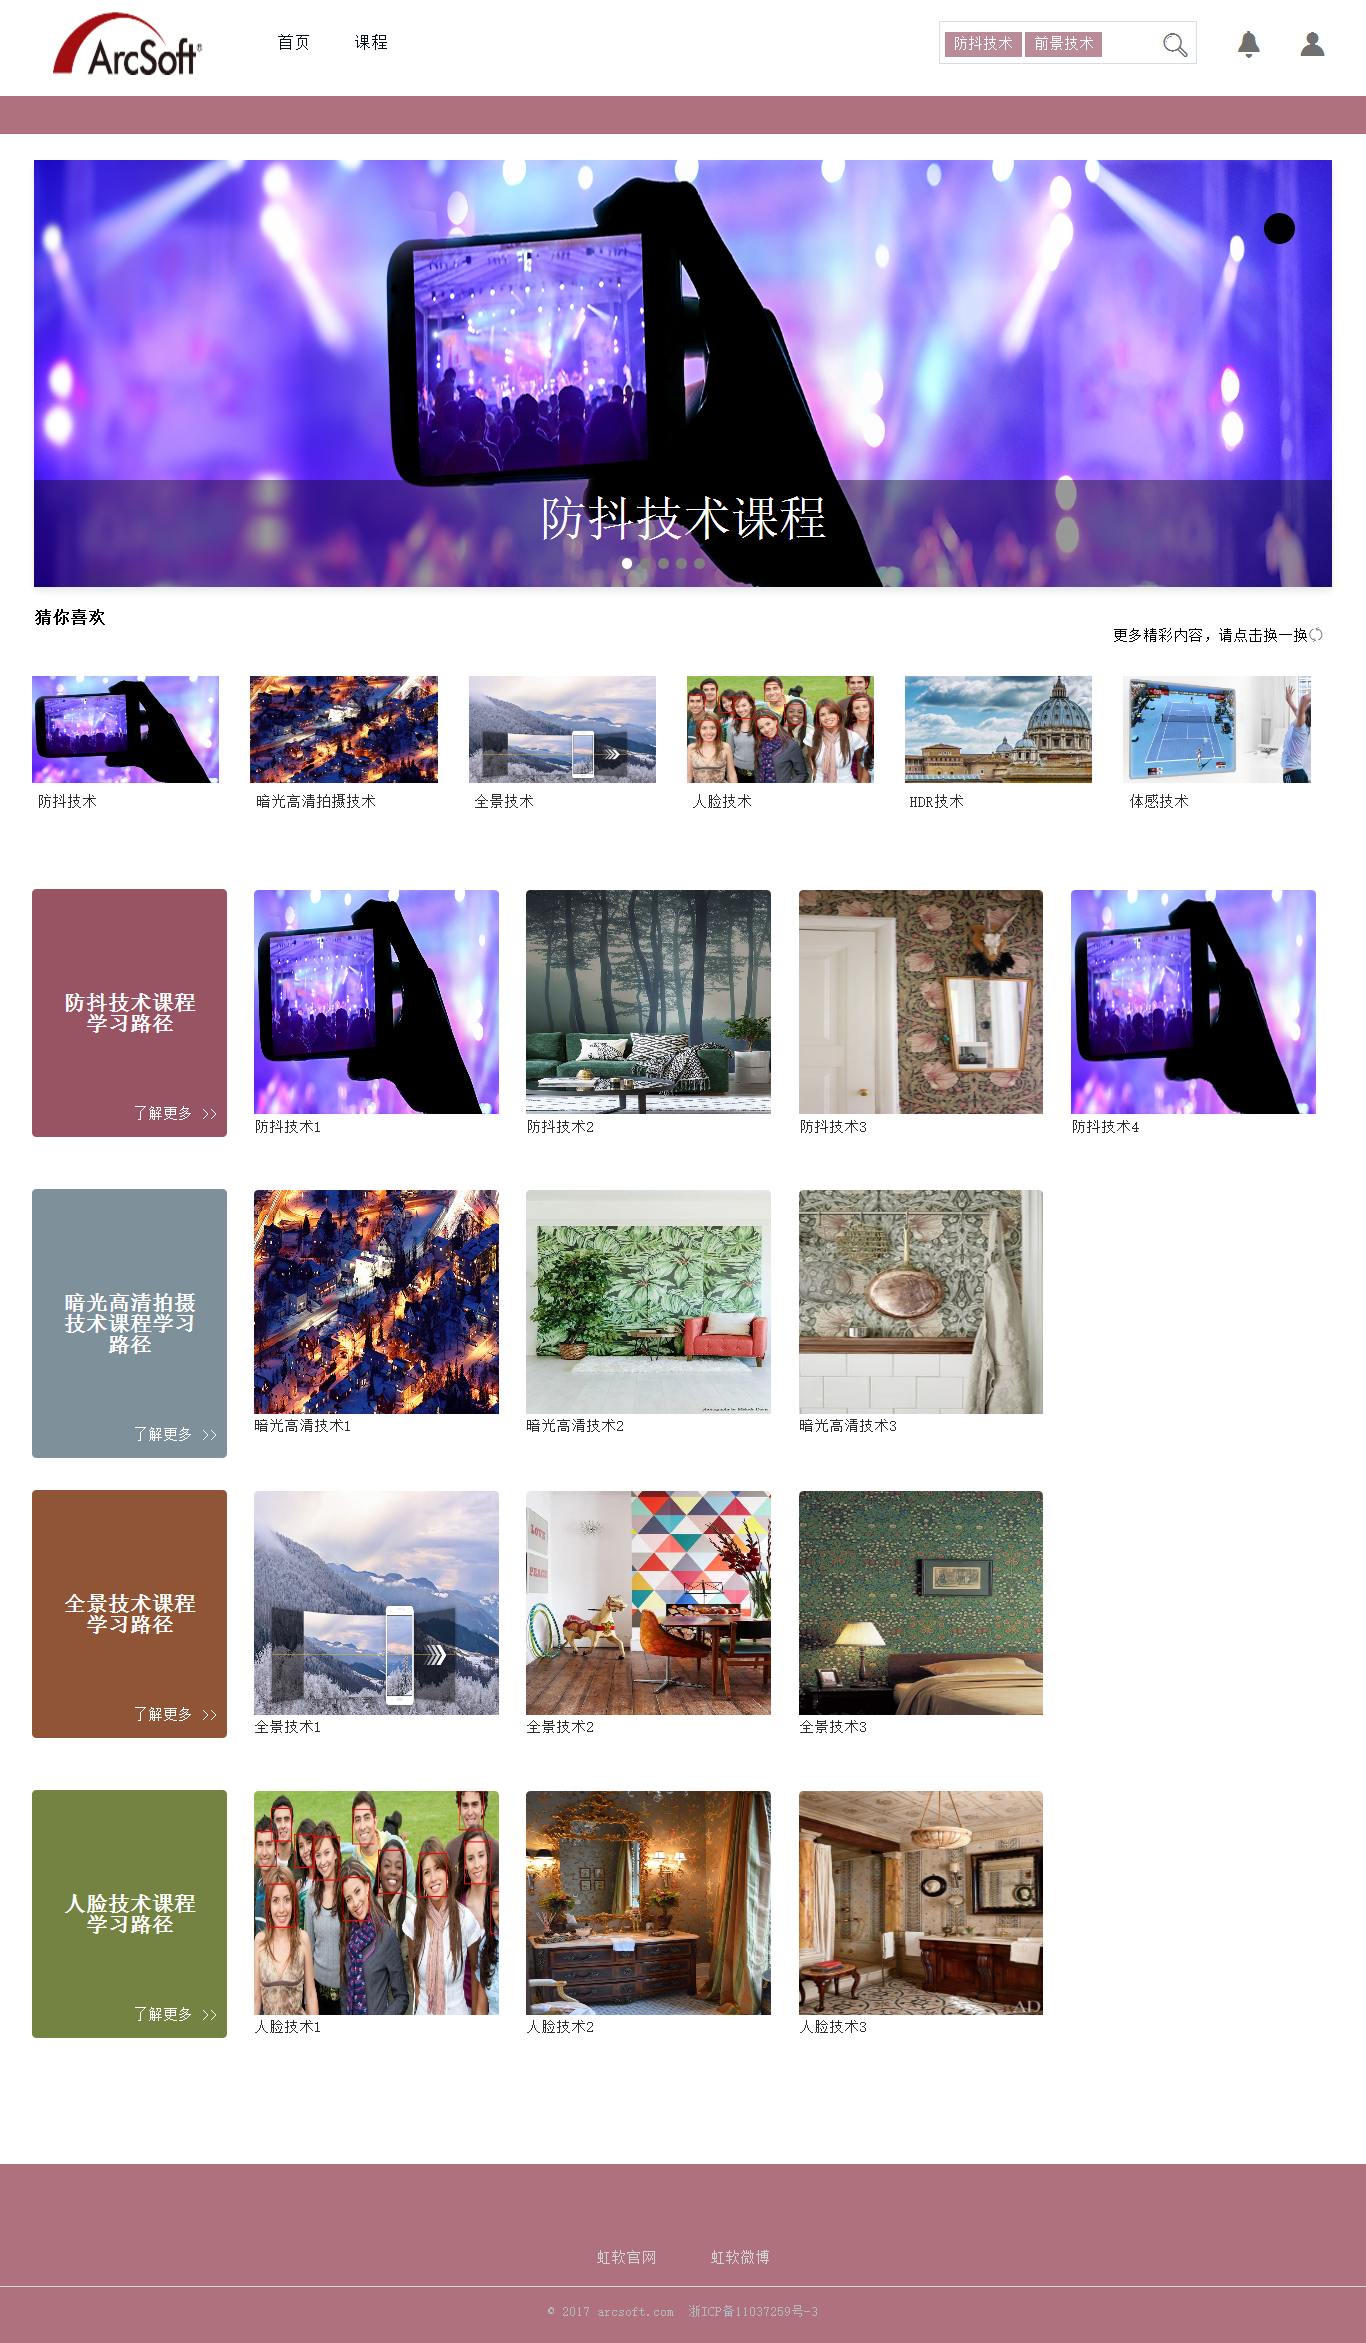 ArcSoft
首页
课程
防抖技术
前景技术
防抖技术课程
猜你喜欢
更多精彩内容，请点击换一换
防抖技术
暗光高清拍摄技术
全景技术
人脸技术
HDR技术
体感技术
防抖技术课程
学习路径
了解更多 >>
防抖技术1
防抖技术2
防抖技术3
防抖技术4
暗光高清拍摄
技术课程学习
路径
了解更多 >>
暗光高清技术1
暗光高清技术2
暗光高清技术3
全景技术课程
学习路径
了解更多 >>
LOVE
PEACE
全景技术1
全景技术2
全景技术3
人脸技术课程
学习路径
了解更多 >>
AD
人脸技术1
人脸技术2
人脸技术3
虹软官网
虹软微博
© 2017 arcsoft.com 浙ICP备11037259号-3